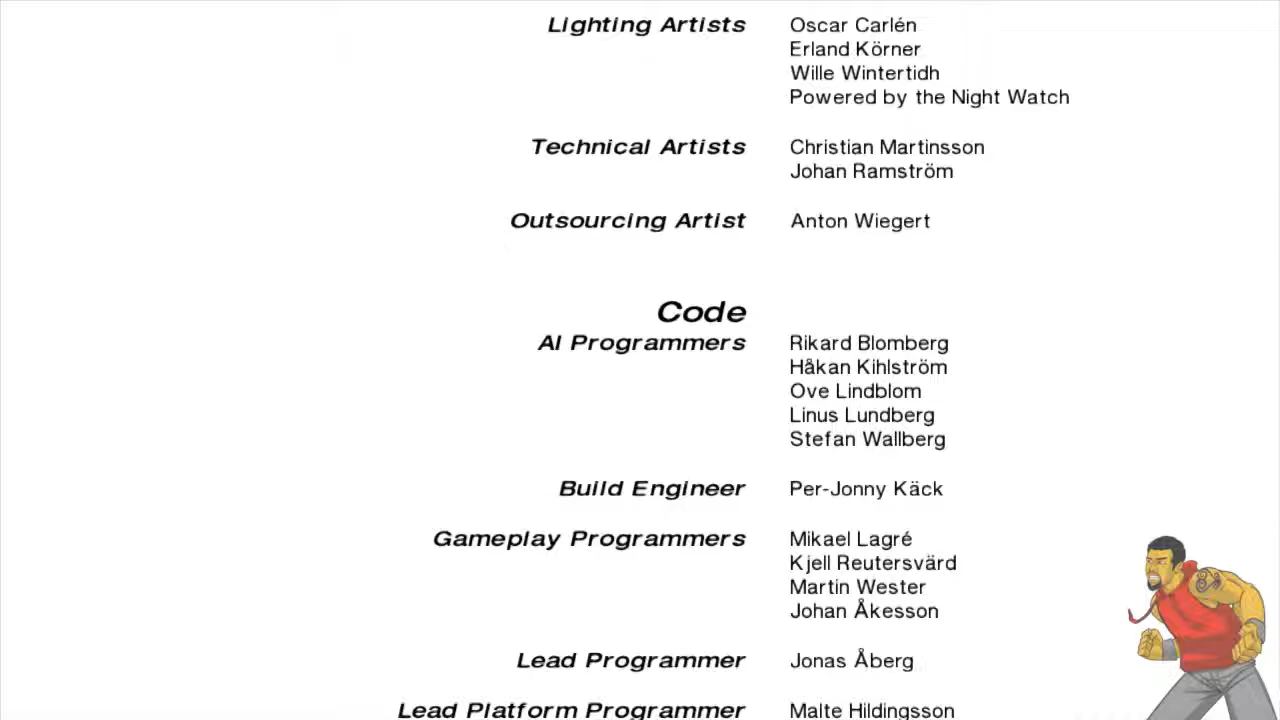 Lighting Artists Oscar Carlén
Erland Körner
Wille Wintertidh
Powered by the Night Watch
Technical Artists Christian Martinsson
Johan Ramström
Outsourcing Artist Anton Wiegert
Code
AI Programmers Rikard Blomberg
Håkan Kihlström
Ove Lindblom
Linus Lundberg
Stefan Wallberg
Build Engineer Per-Jonny Käck
Gameplay Programmers Mikael Lagré
Kjell Reutersvärd
Martin Wester
Johan Åkesson
Lead Programmer Jonas Åberg
Lead Platform Programmer Malte Hildingsson